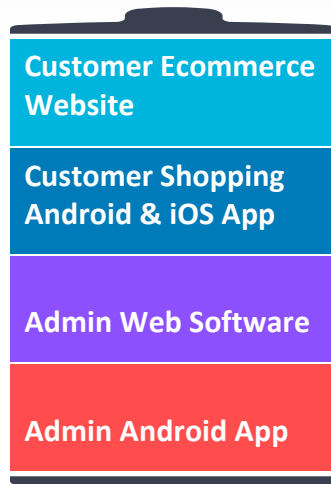 Customer Ecommerce
Website
Customer Shopping
Android & iOS App
Admin Web Software
Admin Android App